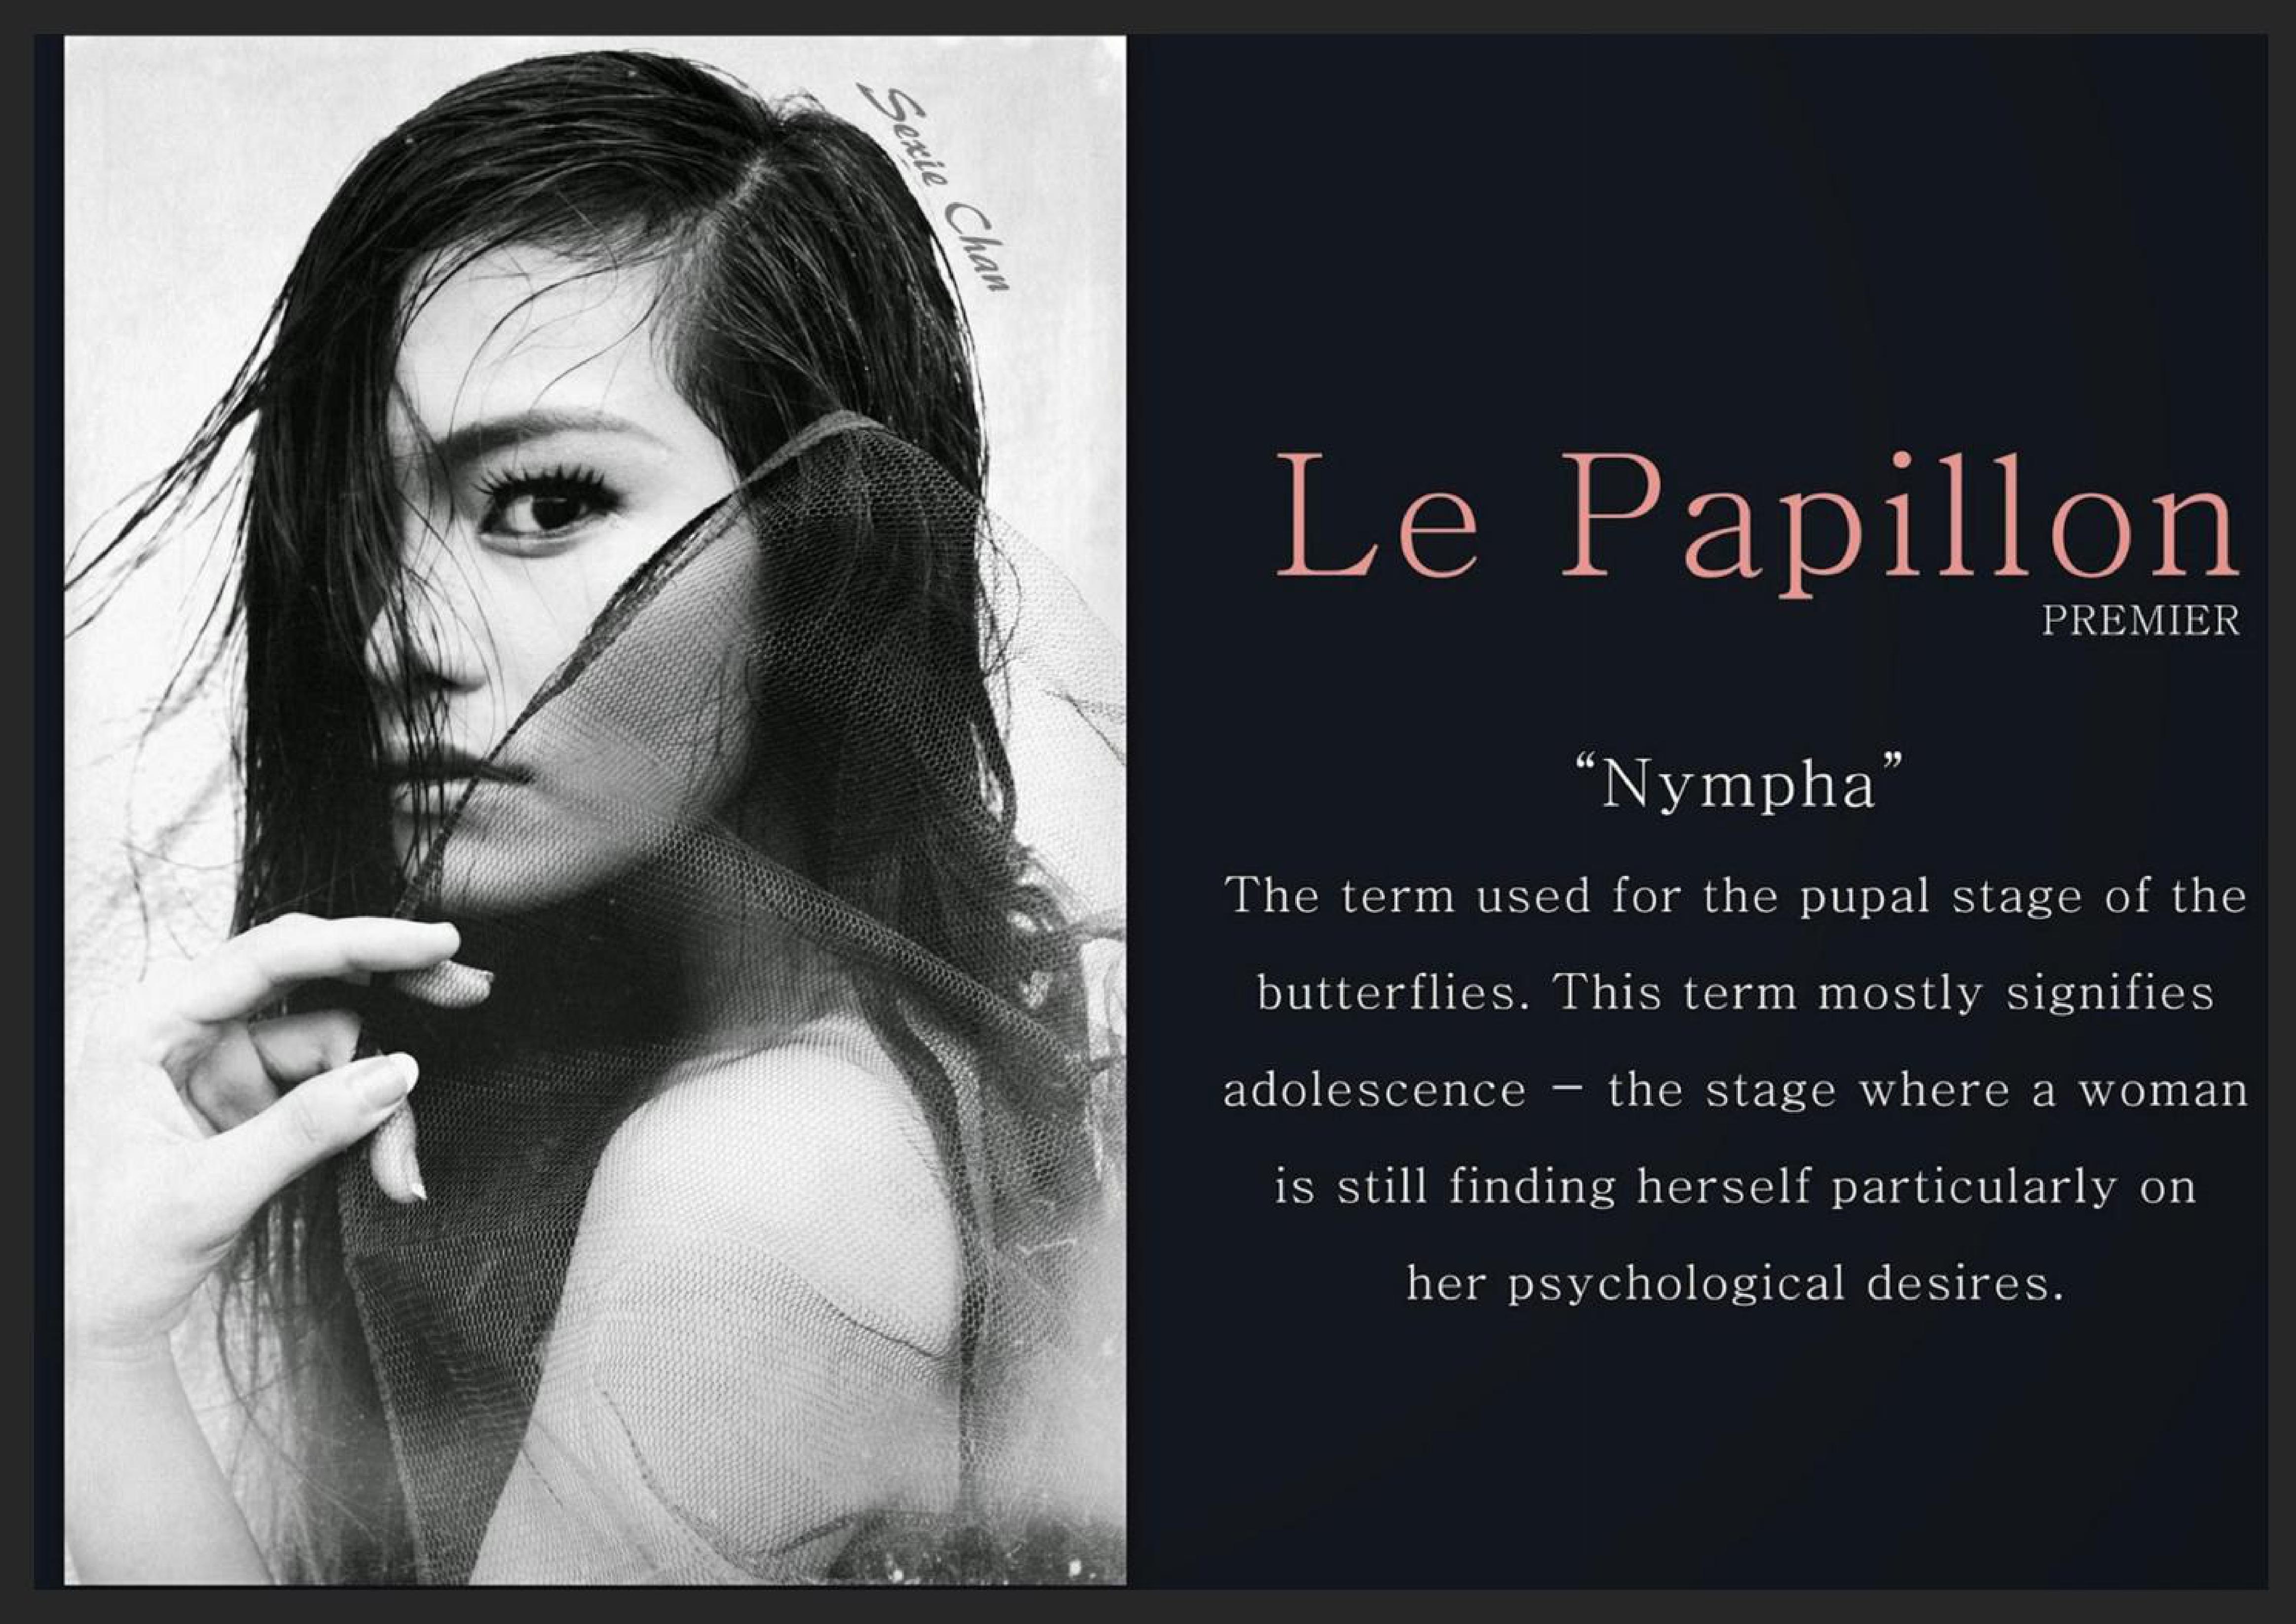 Sexie Chan
Le Papillon
PREMIER
“Nympha”
The term used for the pupal stage of the
butterflies. This term mostly signifies
adolescence – the stage where a woman
is still finding herself particularly on
her psychological desires.